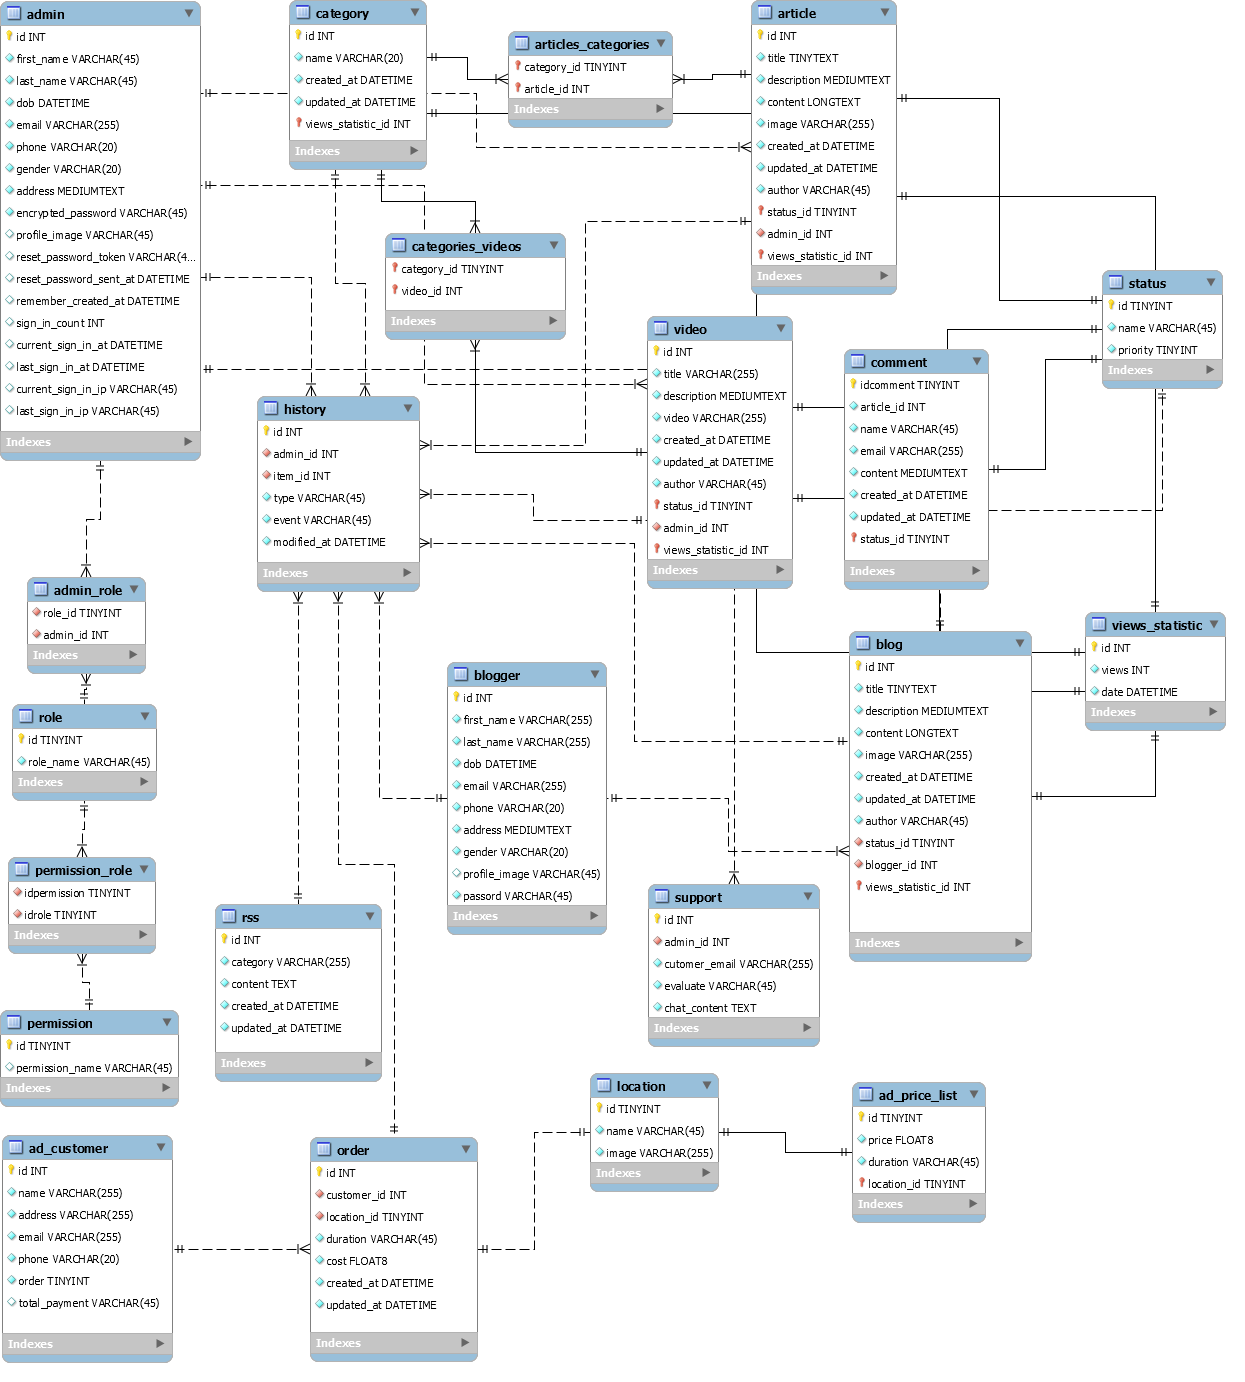 admin
id INT
first_name VARCHAR(45)
last_name VARCHAR(45)
dob DATETIME
email VARCHAR(255)
phone VARCHAR(20)
gender VARCHAR(20)
address MEDIUMTEXT
encrypted_password VARCHAR(45)
profile_image VARCHAR(45)
reset_password_token VARCHAR(4...
reset_password_sent_at DATETIME
remember_created_at DATETIME
sign_in_count INT
current_sign_in_at DATETIME
last_sign_in_at DATETIME
current_sign_in_ip VARCHAR(45)
last_sign_in_ip VARCHAR(45)
Indexes
category
id INT
name VARCHAR(20)
created_at DATETIME
updated_at DATETIME
views_statistic_id INT
Indexes
articles_categories
category_id TINYINT
article_id INT
Indexes
article
id INT
title TINYTEXT
description MEDIUMTEXT
content LONGTEXT
image VARCHAR(255)
created_at DATETIME
updated_at DATETIME
author VARCHAR(45)
status_id TINYINT
admin_id INT
views_statistic_id INT
Indexes
categories_videos
category_id TINYINT
video_id INT
Indexes
status
id TINYINT
name VARCHAR(45)
priority TINYINT
Indexes
video
id INT
title VARCHAR(255)
description MEDIUMTEXT
video VARCHAR(255)
created_at DATETIME
updated_at DATETIME
author VARCHAR(45)
status_id TINYINT
admin_id INT
views_statistic_id INT
Indexes
comment
idcomment TINYINT
article_id INT
name VARCHAR(45)
email VARCHAR(255)
content MEDIUMTEXT
created_at DATETIME
updated_at DATETIME
status_id TINYINT
Indexes
history
id INT
admin_id INT
item_id INT
type VARCHAR(45)
event VARCHAR(45)
modified_at DATETIME
Indexes
admin_role
role_id TINYINT
admin_id INT
Indexes
views_statistic
id INT
views INT
date DATETIME
Indexes
blog
id INT
title TINYTEXT
description MEDIUMTEXT
content LONGTEXT
image VARCHAR(255)
created_at DATETIME
updated_at DATETIME
author VARCHAR(45)
status_id TINYINT
blogger_id INT
views_statistic_id INT
Indexes
blogger
id INT
first_name VARCHAR(255)
last_name VARCHAR(255)
dob DATETIME
email VARCHAR(255)
phone VARCHAR(20)
address MEDIUMTEXT
gender VARCHAR(20)
profile_image VARCHAR(45)
passord VARCHAR(45)
Indexes
role
id TINYINT
role_name VARCHAR(45)
Indexes
permission_role
idpermission TINYINT
idrole TINYINT
Indexes
support
id INT
admin_id INT
cutomer_email VARCHAR(255)
evaluate VARCHAR(45)
chat_content TEXT
Indexes
rss
id INT
category VARCHAR(255)
content TEXT
created_at DATETIME
updated_at DATETIME
Indexes
permission
id TINYINT
permission_name VARCHAR(45)
Indexes
location
id TINYINT
name VARCHAR(45)
image VARCHAR(255)
Indexes
ad_price_list
id TINYINT
price FLOAT8
duration VARCHAR(45)
location_id TINYINT
Indexes
ad_customer
id INT
name VARCHAR(255)
address VARCHAR(255)
email VARCHAR(255)
phone VARCHAR(20)
order TINYINT
total_payment VARCHAR(45)
Indexes
order
id INT
customer_id INT
location_id TINYINT
duration VARCHAR(45)
cost FLOAT8
created_at DATETIME
updated_at DATETIME
Indexes